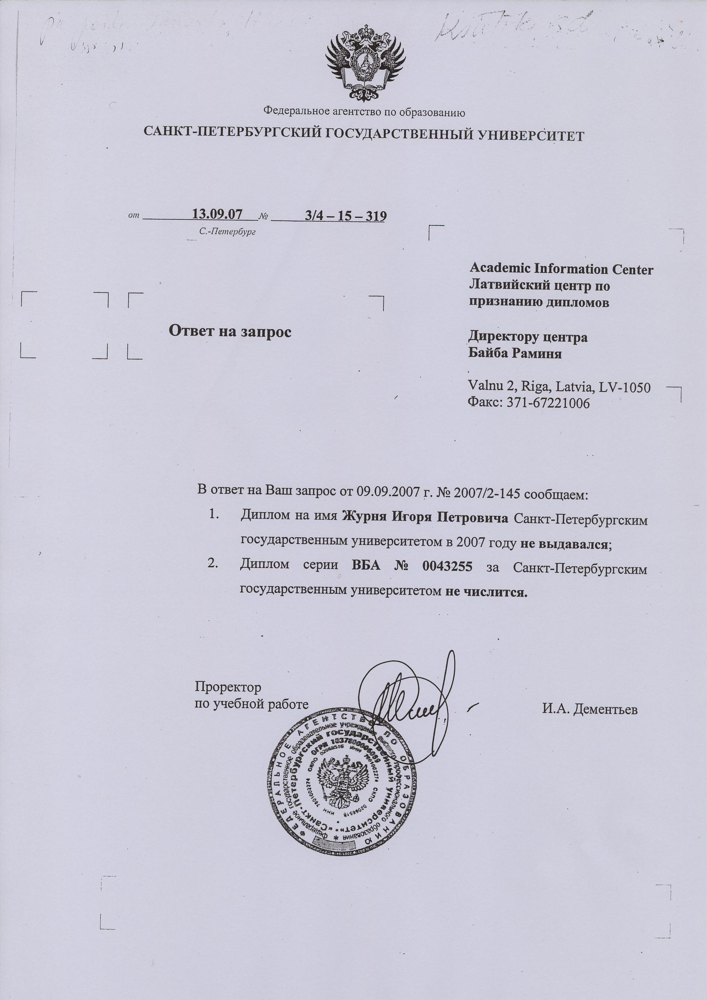 Федеральное агентство по образованию
САНКТ-ПЕТЕРБУРГСКИЙ ГОСУДАРСТВЕННЫЙ УНИВЕРСИТЕТ
от 13.09.07 № 3/4 – 15 – 319
С.-Петербург
Academic Information Center
Латвийский центр по
признанию дипломов
Ответ на запрос
Директору центра
Байба Раминя
Valnu 2, Riga, Latvia, LV-1050
Факс: 371-67221006
В ответ на Ваш запрос от 09.09.2007 г. № 2007/2-145 сообщаем:
1. Диплом на имя Журня Игоря Петровича Санкт-Петербургским
государственным университетом в 2007 году не выдавался;
2. Диплом серии ВБА № 0043255 за Санкт-Петербургским
государственным университетом не числится.
Проректор
по учебной работе
И.А. Дементьев
ФЕДЕРАЛЬНОЕ АГЕНТСТВО ПО ОБРАЗОВАНИЮ
Федеральное государственное образовательное учреждение высшего профессионального образования *
«Санкт-Петербургский государственный университет»
ОГРН 1037800006089